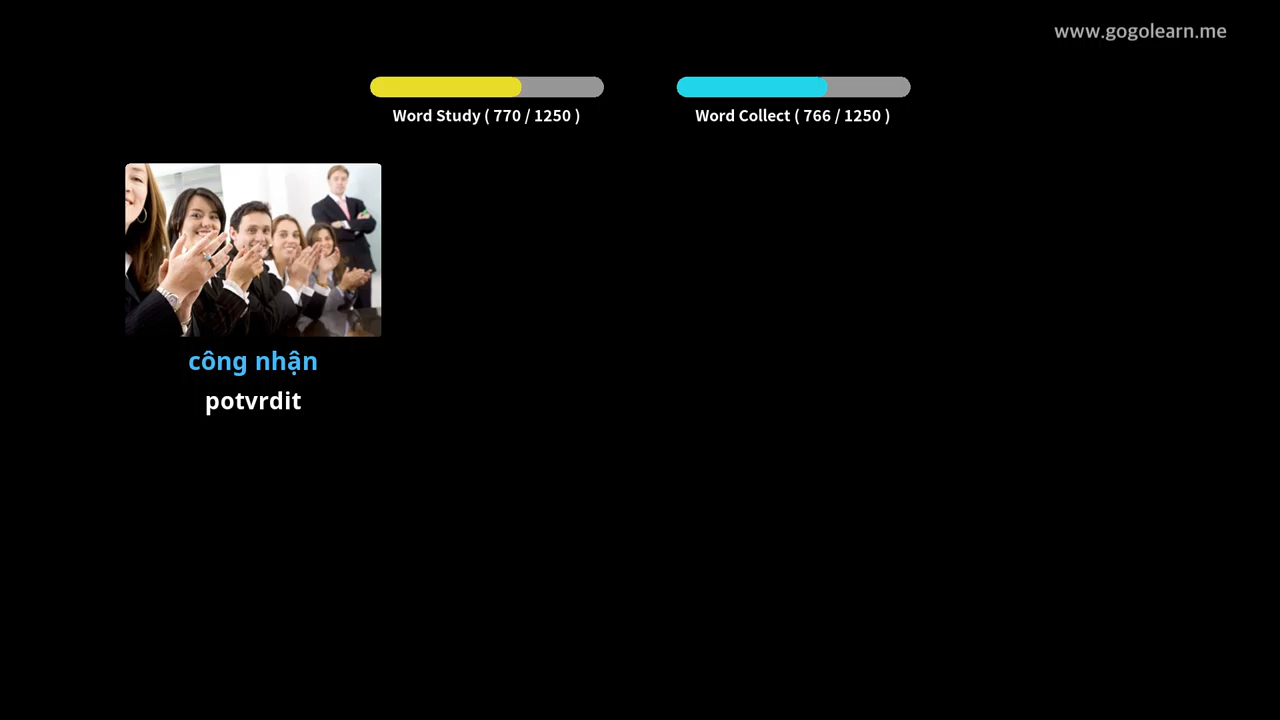 www.gogolearn.me
Word Study ( 770 / 1250 )
Word Collect ( 766 / 1250 )
công nhận
potvrdit